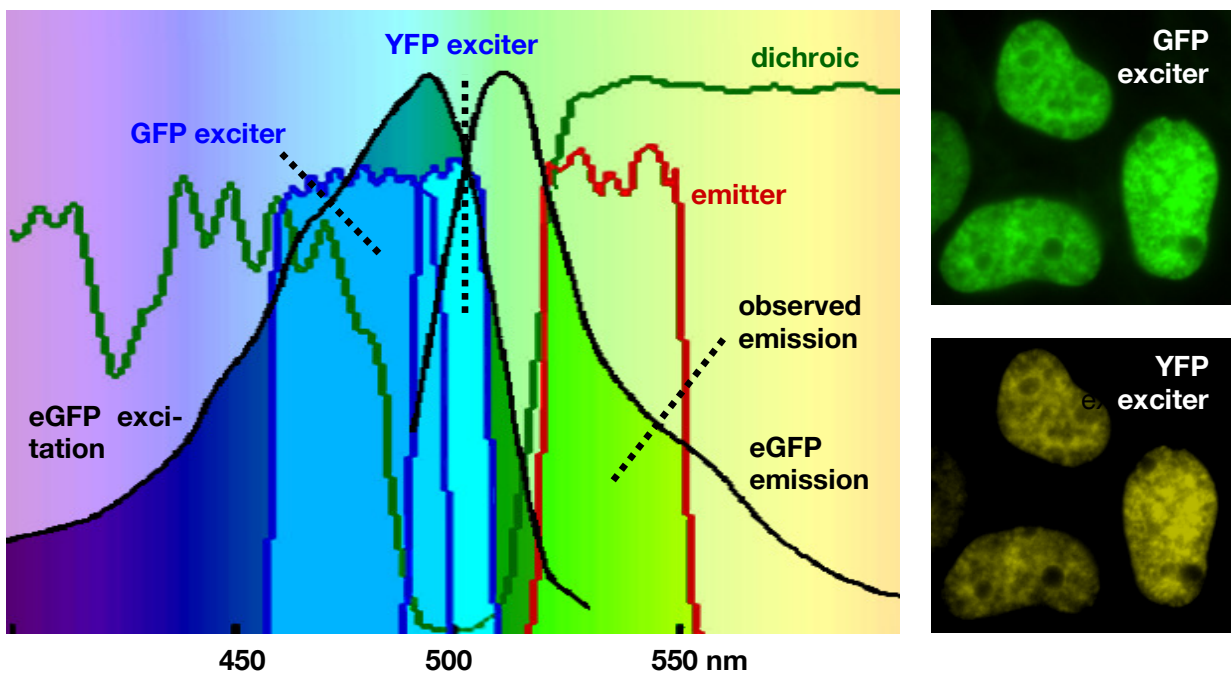 YFP exciter
dichroic
GFP exciter
emitter
observed
emission
eGFP exci-
tation
eGFP
emission
450
500
550 nm
GFP
exciter
YFP
ex exciter